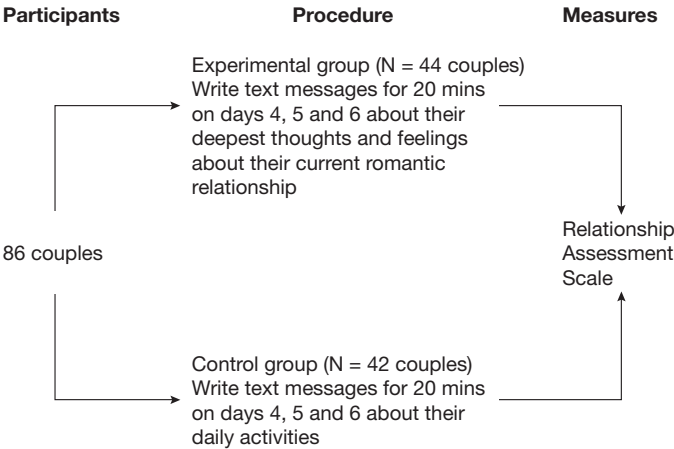 Participants
Procedure
Measures
Experimental group (N = 44 couples)
Write text messages for 20 mins
on days 4, 5 and 6 about their
deepest thoughts and feelings
about their current romantic
relationship
86 couples
Relationship
Assessment
Scale
Control group (N = 42 couples)
Write text messages for 20 mins
on days 4, 5 and 6 about their
daily activities